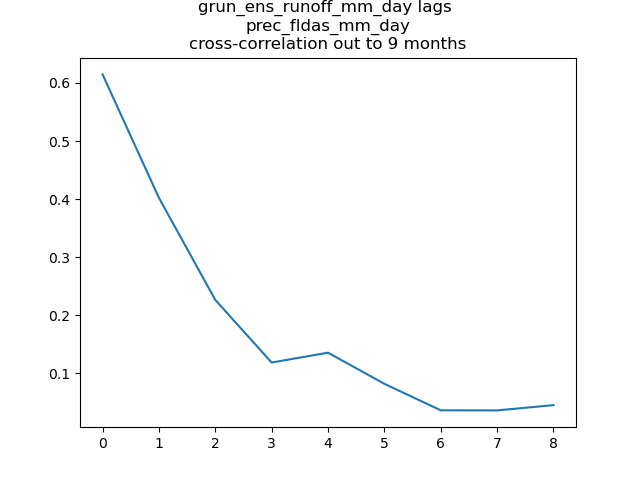 grun_ens_runoff_mm_day lags
prec_fldas_mm_day
cross-correlation out to 9 months
0.6
0.5
0.4
0.3
0.2
0.1
0 1 2 3 4 5 6 7 8